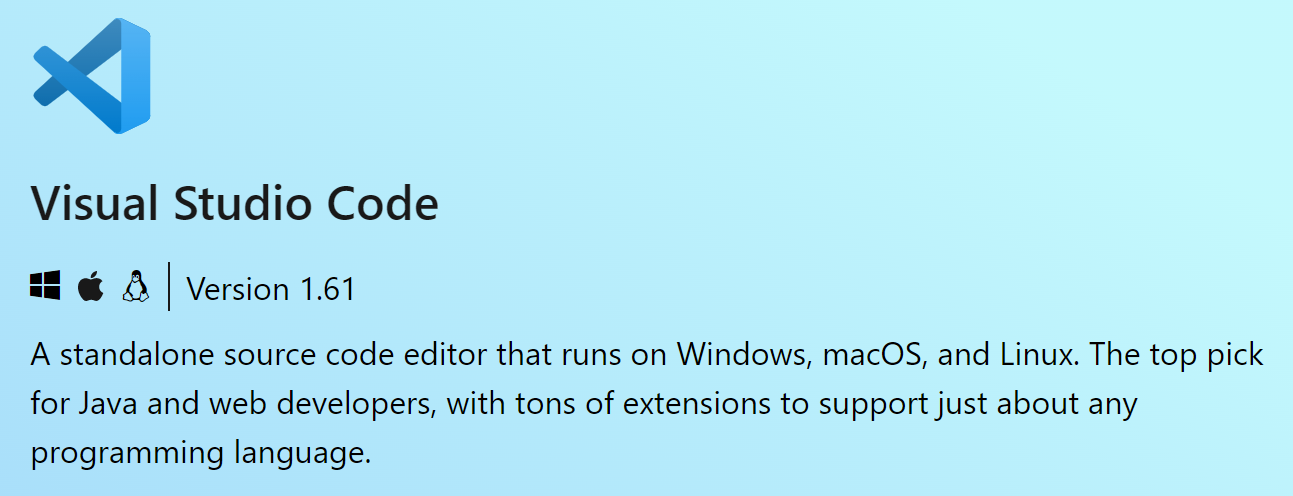 Visual Studio Code
Version 1.61
A standalone source code editor that runs on Windows, macOS, and Linux. The top pick
for Java and web developers, with tons of extensions to support just about any
programming language.